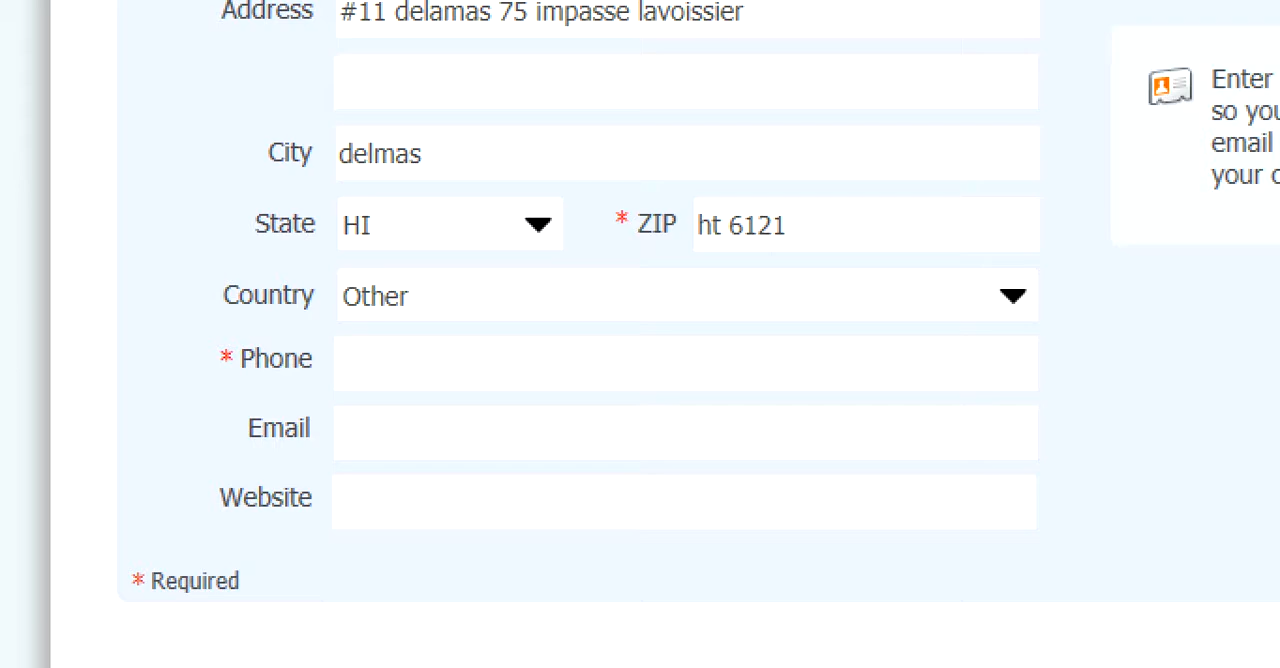 Address #11 delamas 75 impasse lavoissier
City delmas
State HI * ZIP ht 6121
Country Other
* Phone
Email
Website
* Required
Enter
so you
email
your